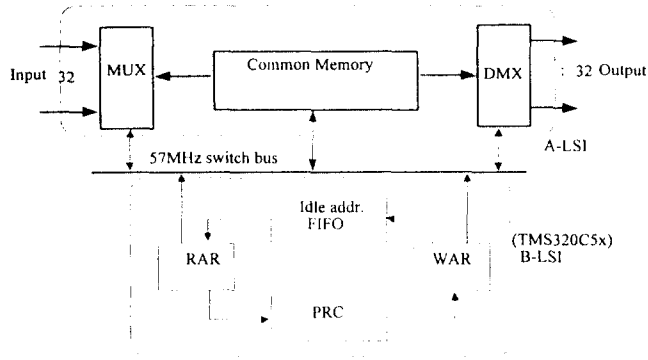 MUX
Common Memory
DMX
Input 32
: 32 Output
A-LSI
57MHz switch bus
Idle addr.
FIFO
RAR
WAR
(TMS320C5x)
B-LSI
PRC